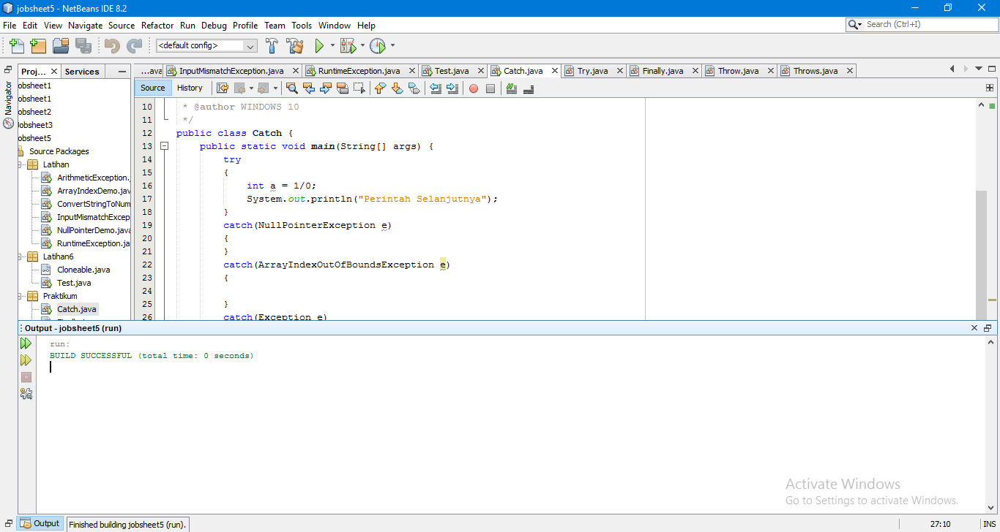 jobsheet5 - NetBeans IDE 8.2
File Edit View Navigate Source Refactor Run Debug Profile Team Tools Window Help
Search (Ctrl+I)
<default config>
Proj... Services
...ava InputMismatchException.java RuntimeException.java Test.java Catch.java Try.java Finally.java Throw.java Throws.java
Navigator
Source History
obsheet1
obsheet1
obsheet2
obsheet3
obsheet5
Source Packages
Latihan
ArithmeticException.
ArrayIndexDemo.jav
ConvertStringToNum
InputMismatchExcep
NullPointerDemo.java
RuntimeException.ja
Latihan6
Cloneable.java
Test.java
Praktikum
Catch.java
10 * @author WINDOWS 10
11 */
12 public class Catch {
13 public static void main(String[] args) {
14 try
15 {
16 int a = 1/0;
17 System.out.println("Perintah Selanjutnya");
18 }
19 catch(NullPointerException e)
20 {
21 }
22 catch(ArrayIndexOutOfBoundsException e)
23 {
24
25 }
26 catch(Exception e)
Output - jobsheet5 (run)
run:
BUILD SUCCESSFUL (total time: 0 seconds)
Activate Windows
Go to Settings to activate Windows.
Output
Finished building jobsheet5 (run).
27:10
INS